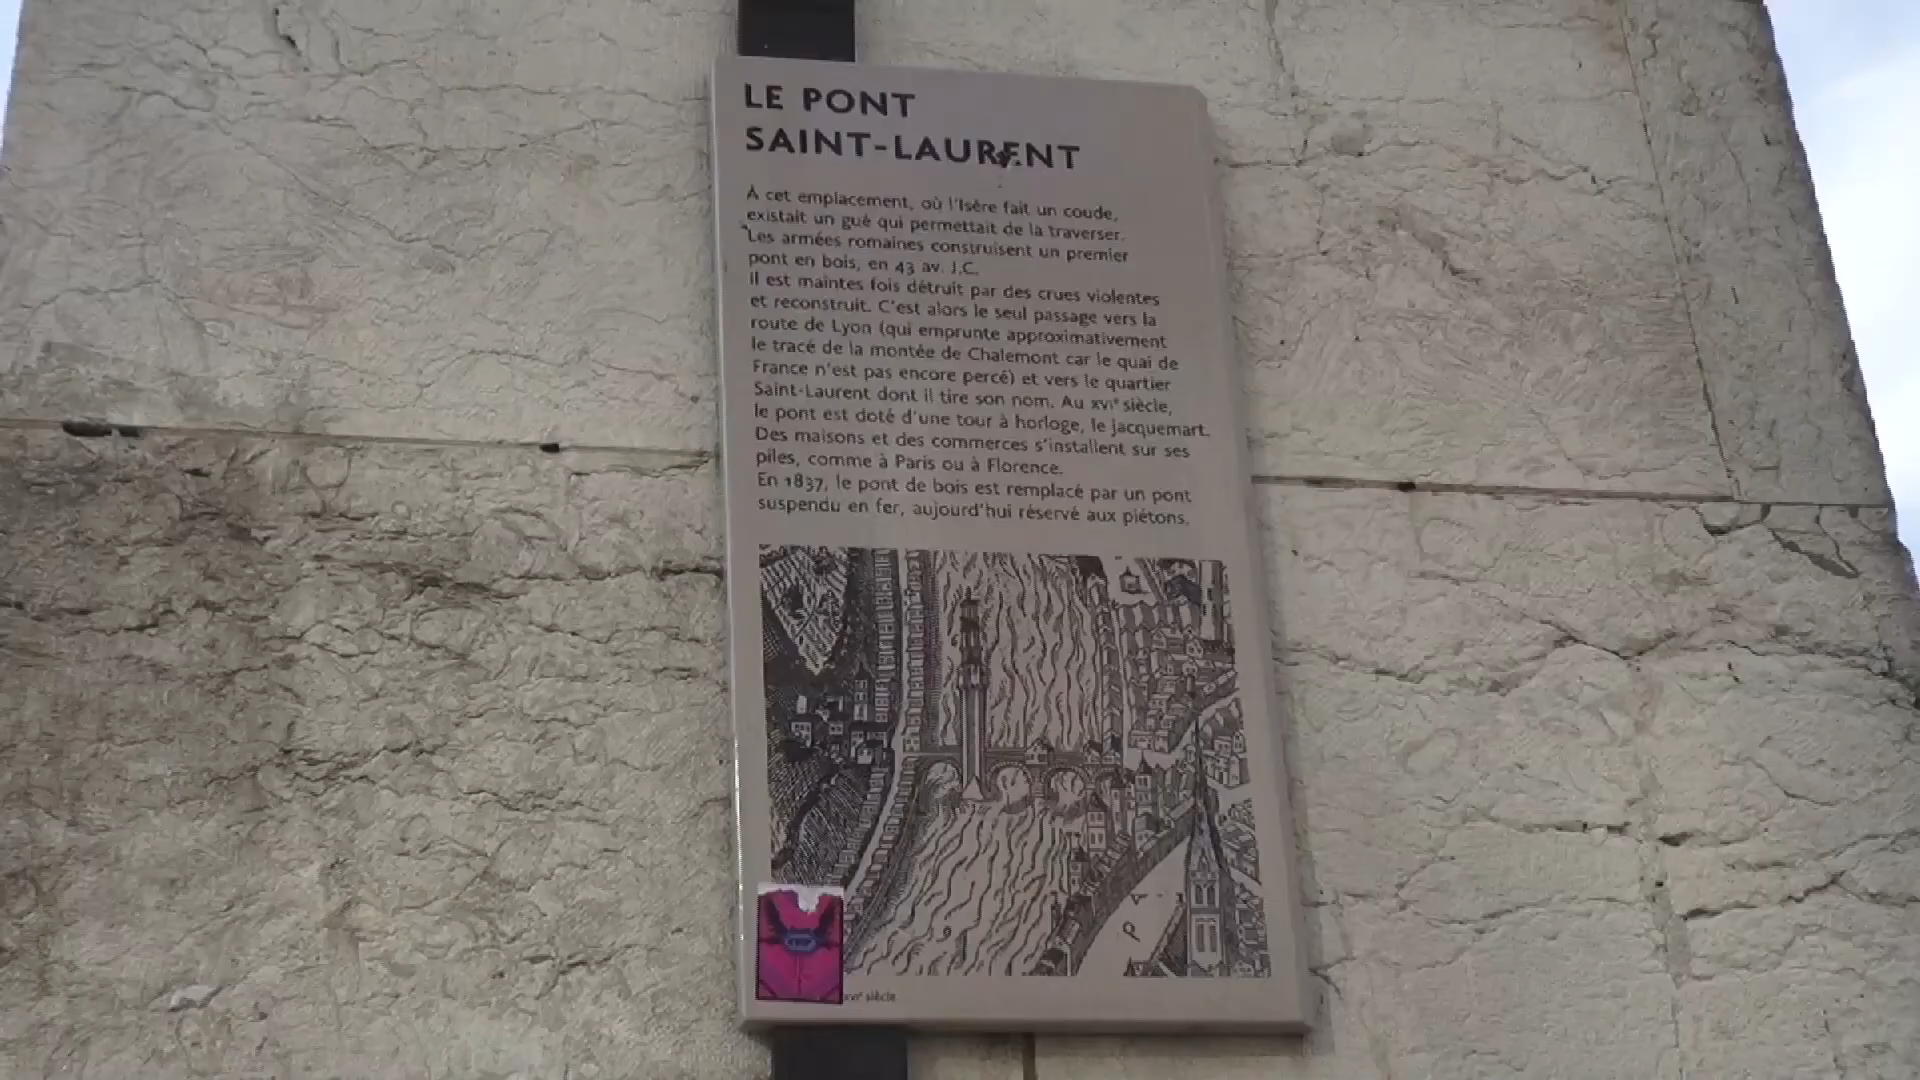 LE PONT
SAINT-LAURENT
À cet emplacement, où l'Isère fait un coude,
existait un gué qui permettait de la traverser.
Les armées romaines construisent un premier
pont en bois, en 43 av. J.C.
Il est maintes fois détruit par des crues violentes
et reconstruit. C'est alors le seul passage vers la
route de Lyon (qui emprunte approximativement
le tracé de la montée de Chalemont car le quai de
France n'est pas encore percé) et vers le quartier
Saint-Laurent dont il tire son nom. Au XVIe siècle,
le pont est doté d'une tour à horloge, le jacquemart.
Des maisons et des commerces s'installent sur ses
piles, comme à Paris ou à Florence.
En 1837, le pont de bois est remplacé par un pont
suspendu en fer, aujourd'hui réservé aux piétons.
XVIe siècle